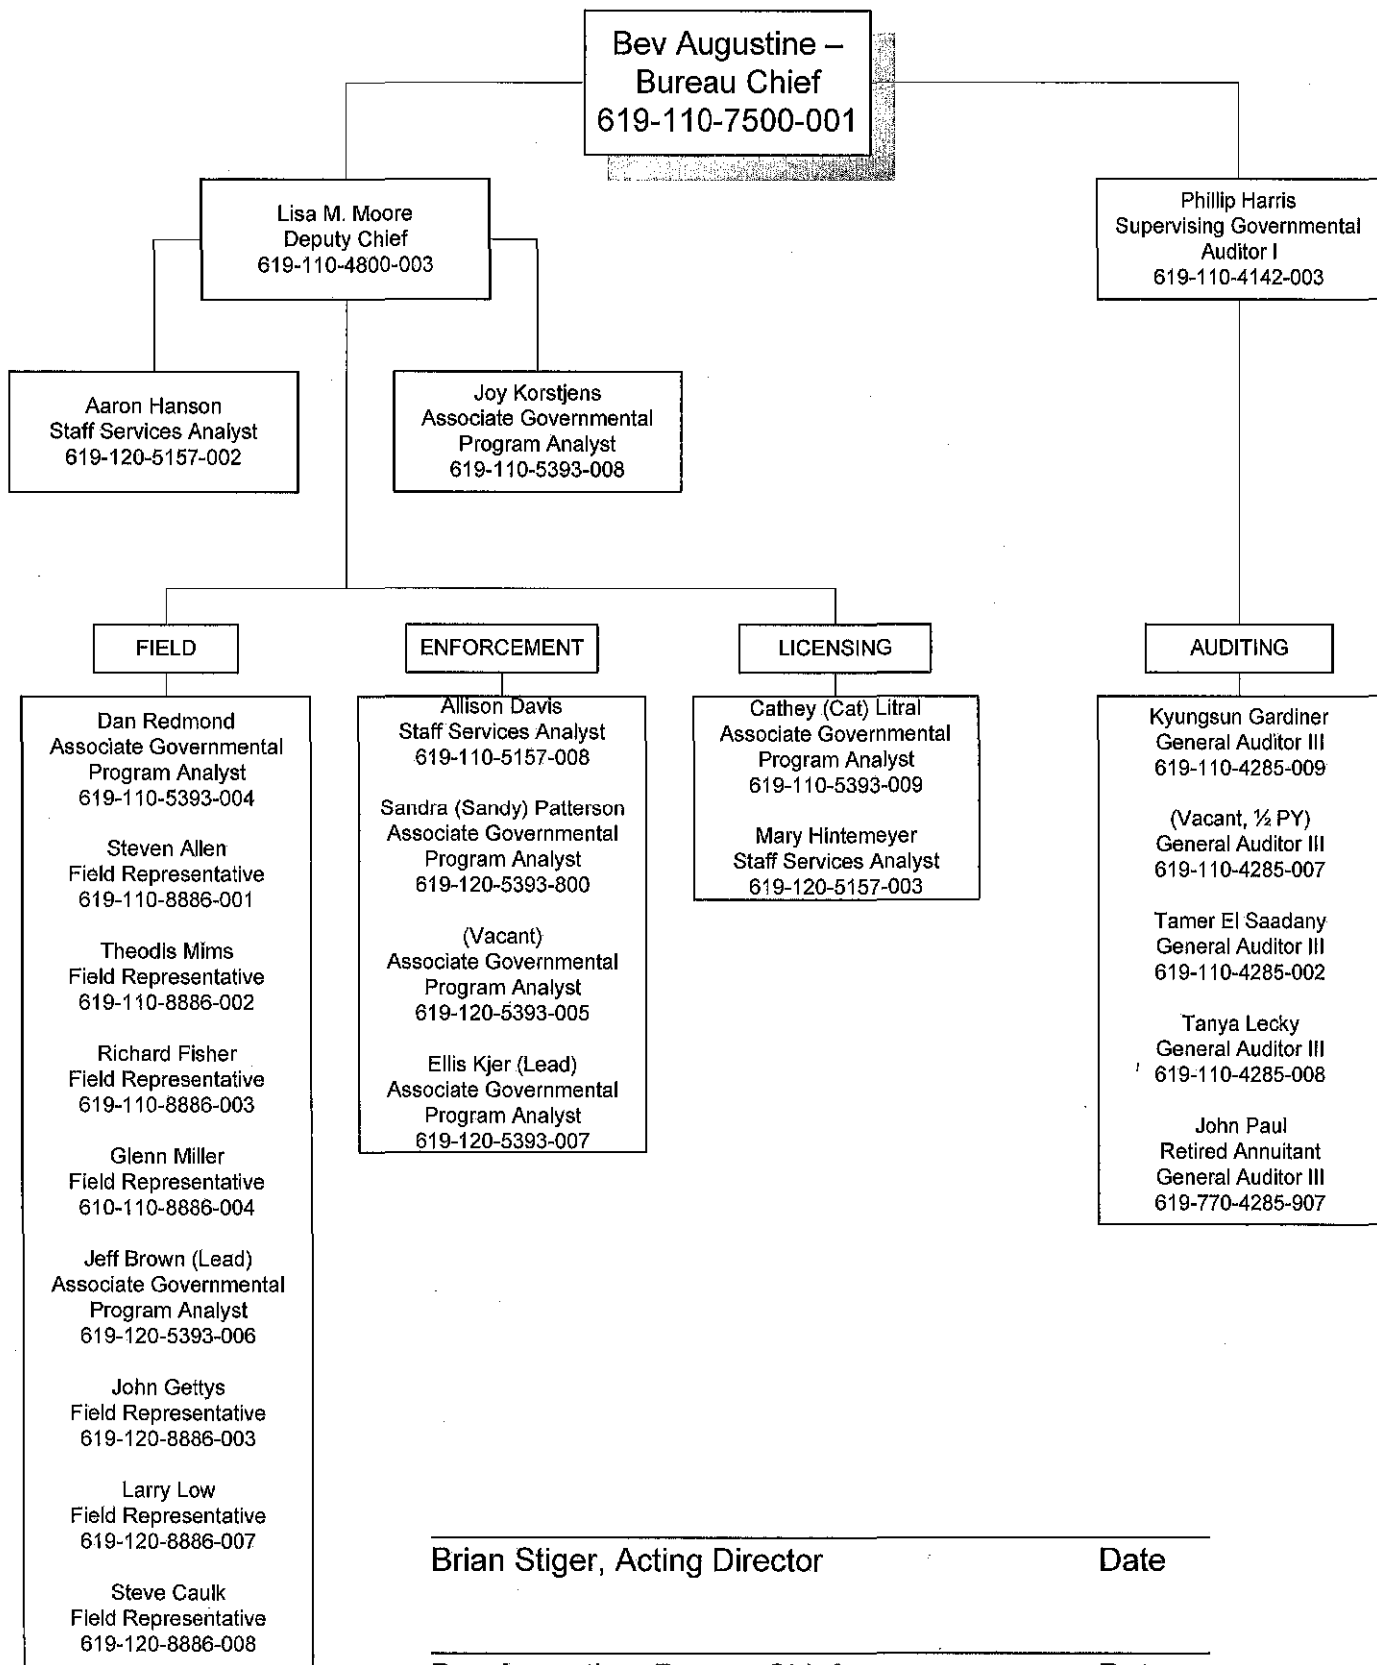 Bev Augustine –
Bureau Chief
619-110-7500-001
Lisa M. Moore
Deputy Chief
619-110-4800-003
Phillip Harris
Supervising Governmental
Auditor I
619-110-4142-003
Aaron Hanson
Staff Services Analyst
619-120-5157-002
Joy Korstjens
Associate Governmental
Program Analyst
619-110-5393-008
FIELD
Dan Redmond
Associate Governmental
Program Analyst
619-110-5393-004
Steven Allen
Field Representative
619-110-8886-001
Theodis Mims
Field Representative
619-110-8886-002
Richard Fisher
Field Representative
619-110-8886-003
Glenn Miller
Field Representative
610-110-8886-004
Jeff Brown (Lead)
Associate Governmental
Program Analyst
619-120-5393-006
John Gettys
Field Representative
619-120-8886-003
Larry Low
Field Representative
619-120-8886-007
Steve Caulk
Field Representative
619-120-8886-008
ENFORCEMENT
Allison Davis
Staff Services Analyst
619-110-5157-008
Sandra (Sandy) Patterson
Associate Governmental
Program Analyst
619-120-5393-800
(Vacant)
Associate Governmental
Program Analyst
619-120-5393-005
Ellis Kjer (Lead)
Associate Governmental
Program Analyst
619-120-5393-007
LICENSING
Cathey (Cat) Litral
Associate Governmental
Program Analyst
619-110-5393-009
Mary Hintemeyer
Staff Services Analyst
619-120-5157-003
AUDITING
Kyungsun Gardiner
General Auditor III
619-110-4285-009
(Vacant, ½ PY)
General Auditor III
619-110-4285-007
Tamer El Saadany
General Auditor III
619-110-4285-002
Tanya Lecky
General Auditor III
619-110-4285-008
John Paul
Retired Annuitant
General Auditor III
619-770-4285-907
Brian Stiger, Acting Director Date